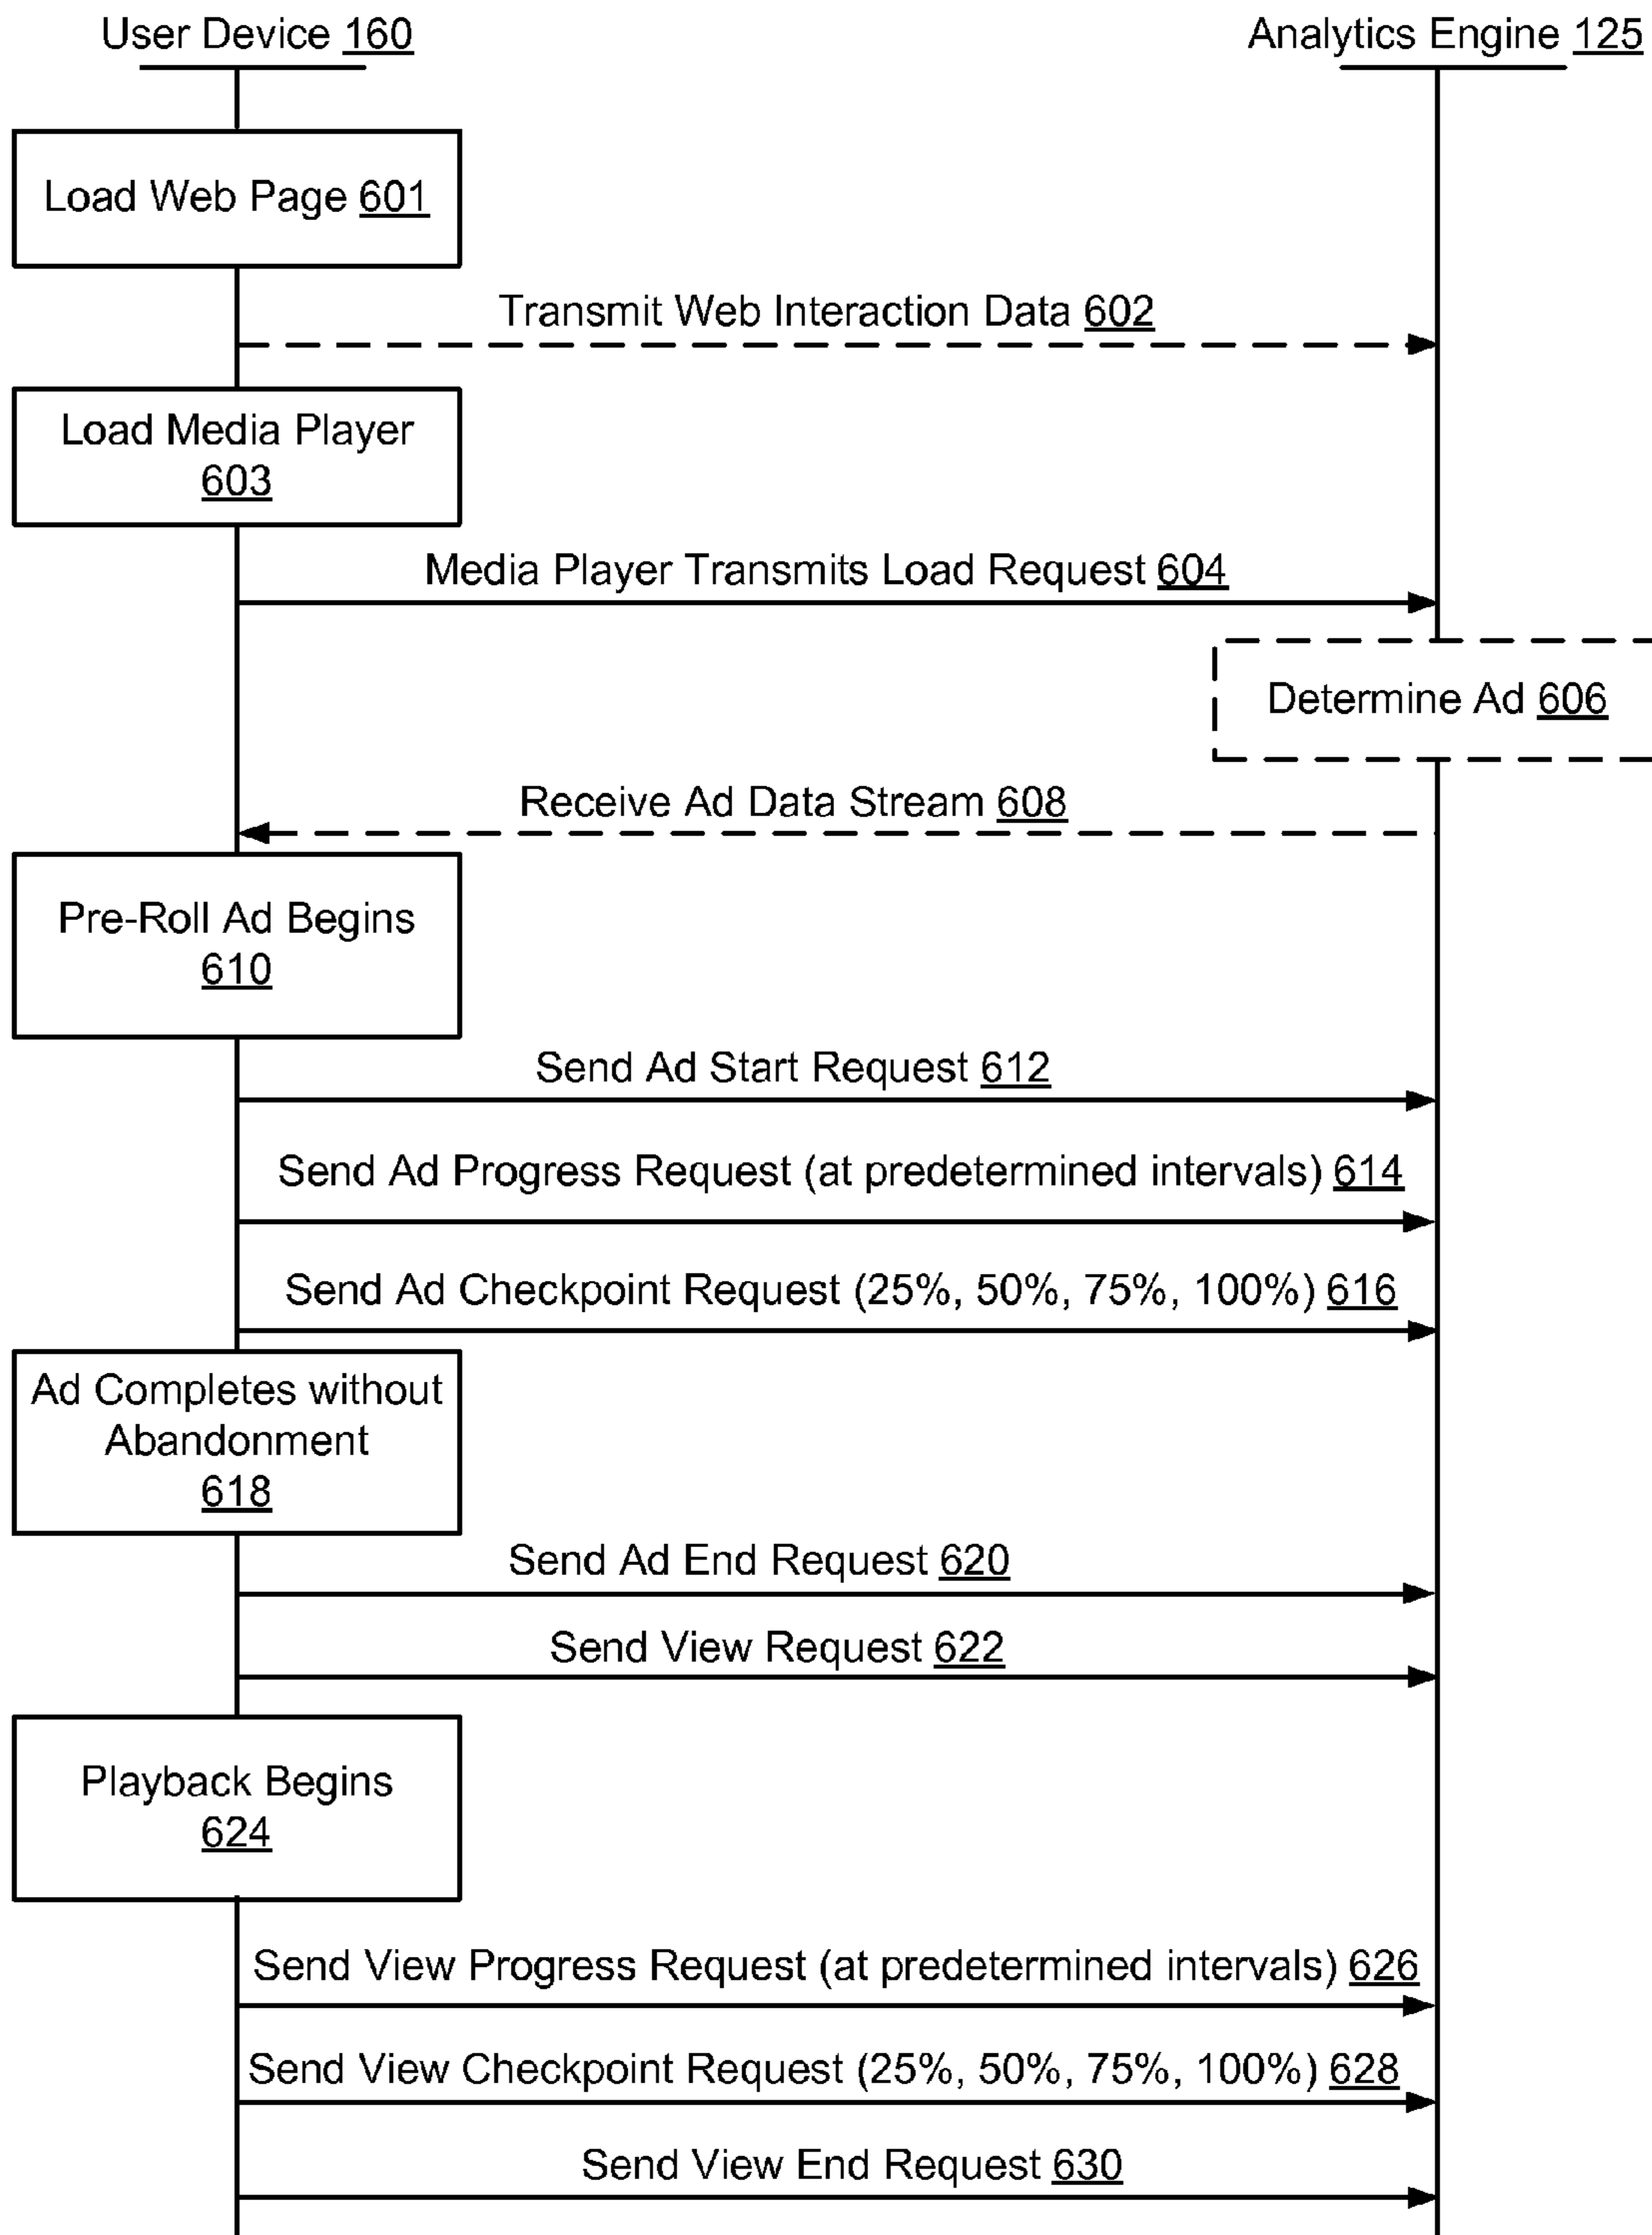 User Device 160
Analytics Engine 125
Load Web Page 601
Transmit Web Interaction Data 602
Load Media Player
603
Media Player Transmits Load Request 604
Determine Ad 606
Receive Ad Data Stream 608
Pre-Roll Ad Begins
610
Send Ad Start Request 612
Send Ad Progress Request (at predetermined intervals) 614
Send Ad Checkpoint Request (25%, 50%, 75%, 100%) 616
Ad Completes without
Abandonment
618
Send Ad End Request 620
Send View Request 622
Playback Begins
624
Send View Progress Request (at predetermined intervals) 626
Send View Checkpoint Request (25%, 50%, 75%, 100%) 628
Send View End Request 630